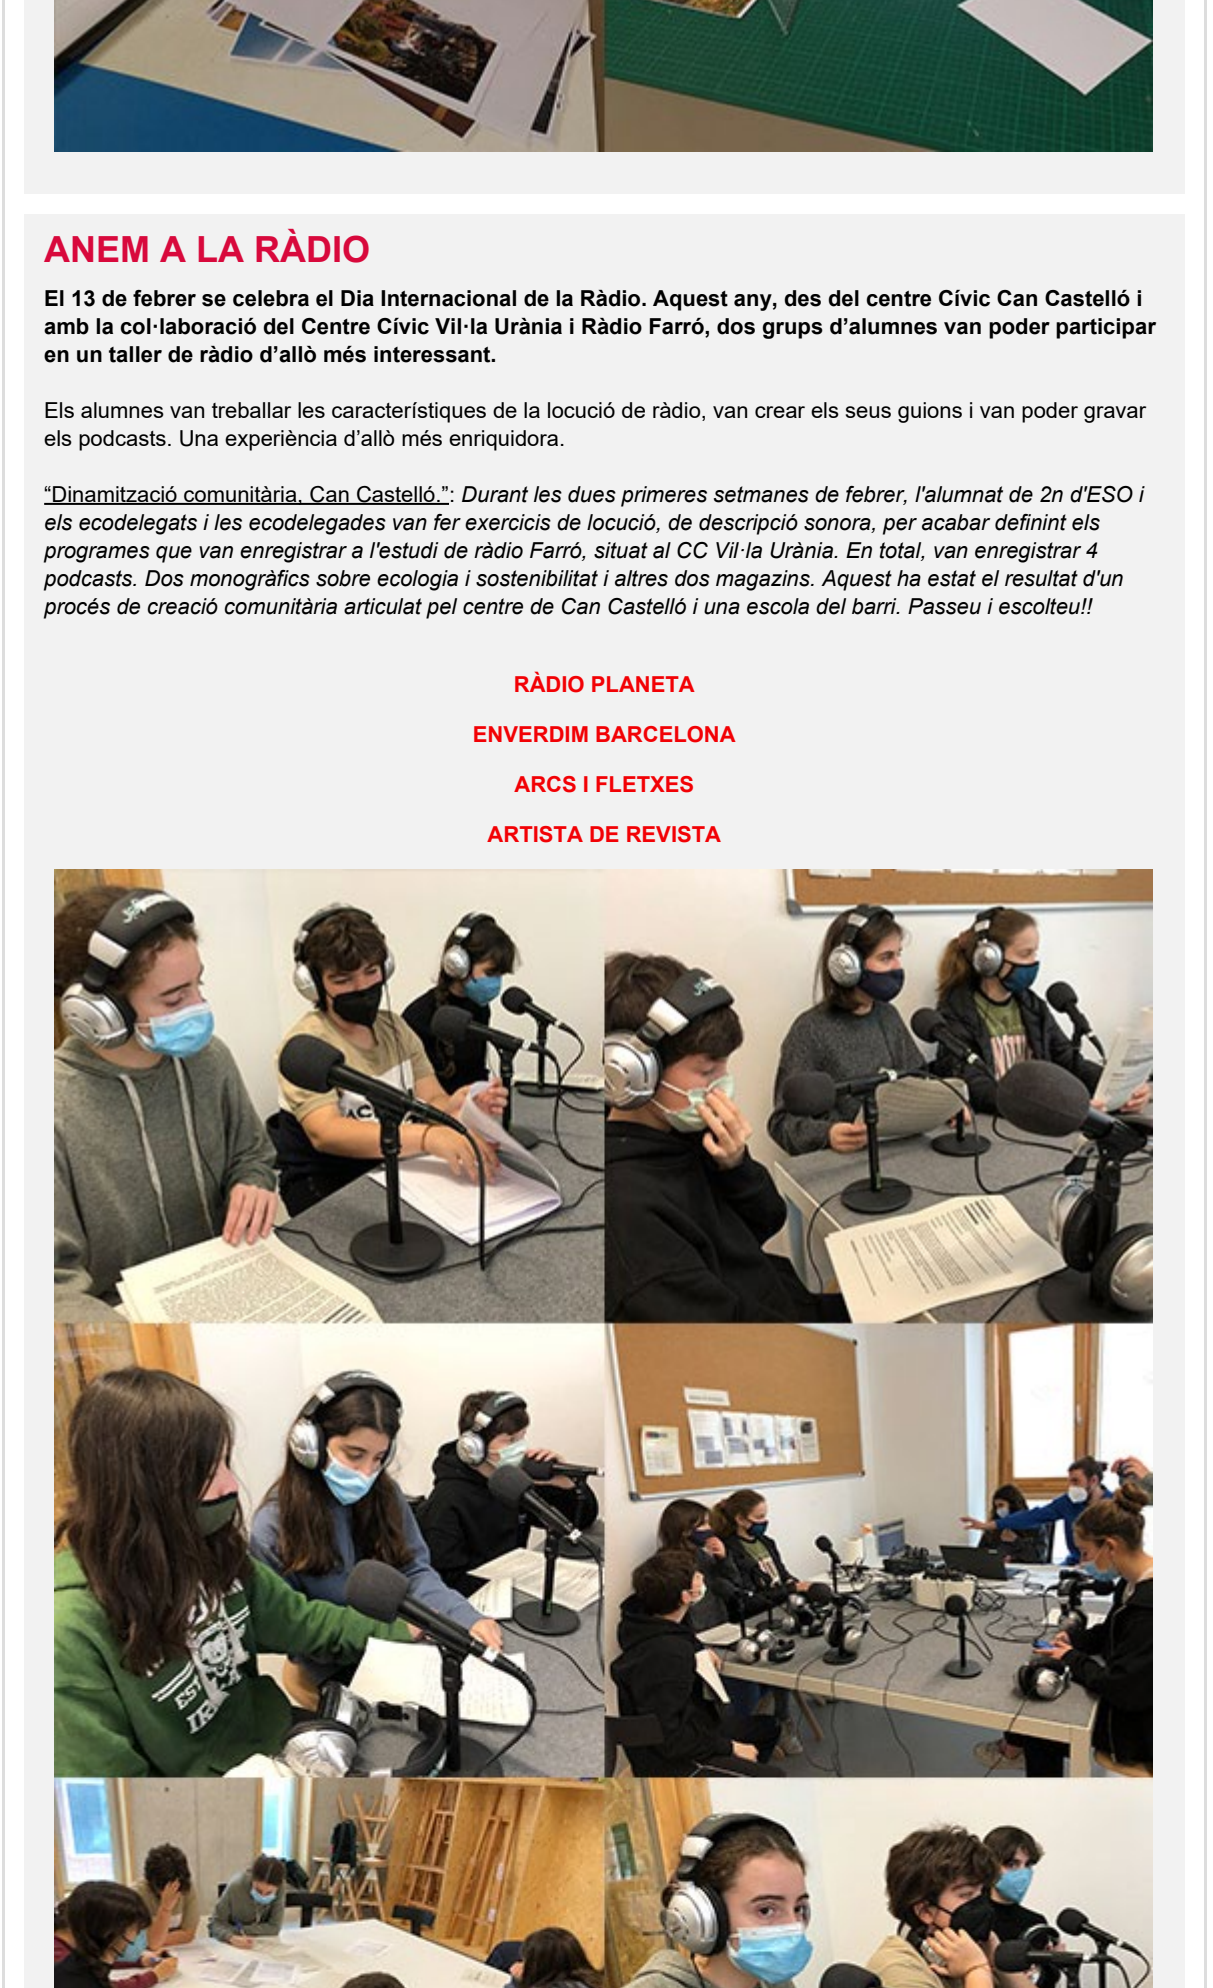 ANEM A LA RÀDIO
El 13 de febrer se celebra el Dia Internacional de la Ràdio. Aquest any, des del centre Cívic Can Castelló i
amb la col·laboració del Centre Cívic Vil·la Urània i Ràdio Farró, dos grups d’alumnes van poder participar
en un taller de ràdio d’allò més interessant.
Els alumnes van treballar les característiques de la locució de ràdio, van crear els seus guions i van poder gravar
els podcasts. Una experiència d’allò més enriquidora.
“Dinamització comunitària, Can Castelló.”: Durant les dues primeres setmanes de febrer, l'alumnat de 2n d'ESO i
els ecodelegats i les ecodelegades van fer exercicis de locució, de descripció sonora, per acabar definint els
programes que van enregistrar a l'estudi de ràdio Farró, situat al CC Vil·la Urània. En total, van enregistrar 4
podcasts. Dos monogràfics sobre ecologia i sostenibilitat i altres dos magazins. Aquest ha estat el resultat d'un
procés de creació comunitària articulat pel centre de Can Castelló i una escola del barri. Passeu i escolteu!!
RÀDIO PLANETA
ENVERDIM BARCELONA
ARCS I FLETXES
ARTISTA DE REVISTA
EST